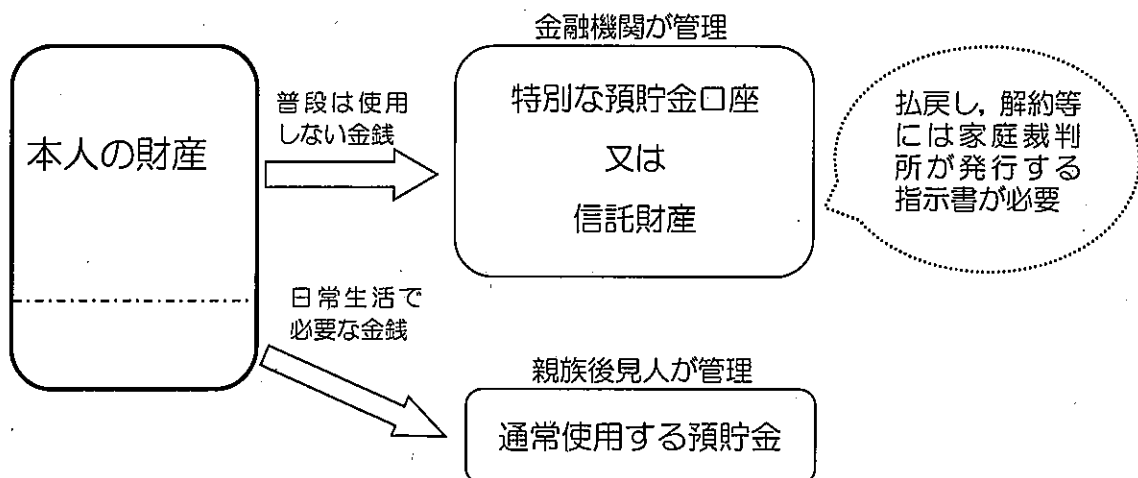 本人の財産
普段は使用
しない金銭
金融機関が管理
特別な預貯金口座
又は
信託財産
払戻し，解約等
には家庭裁判
所が発行する
指示書が必要
日常生活で
必要な金銭
親族後見人が管理
通常使用する預貯金